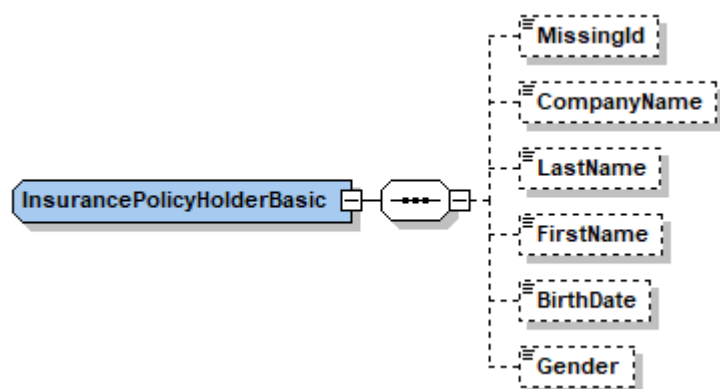 MissingId
CompanyName
LastName
InsurancePolicyHolderBasic
FirstName
BirthDate
Gender